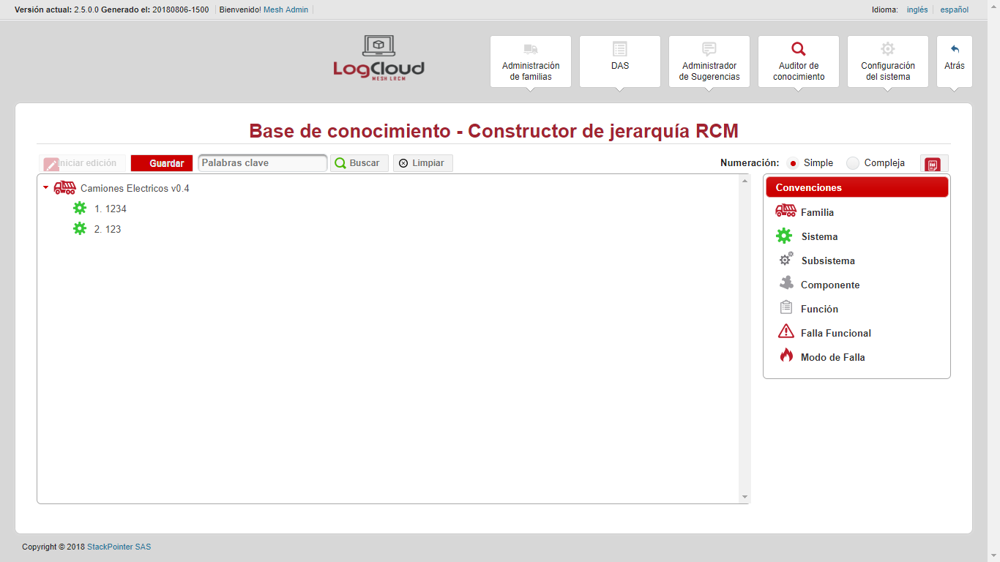 Versión actual: 2.5.0.0 Generado el: 20180806-1500 Bienvenido! Mesh Admin
Idioma: inglés español
LogCloud
MESH LRCM
Administración
de familias
DAS
Administrador
de Sugerencias
Auditor de
conocimiento
Configuración
del sistema
Atrás
Base de conocimiento - Constructor de jerarquía RCM
Iniciar edición Guardar Palabras clave Buscar Limpiar
Numeración: Simple Compleja
Camiones Electricos v0.4
1. 1234
2. 123
Convenciones
Familia
Sistema
Subsistema
Componente
Función
Falla Funcional
Modo de Falla
Copyright © 2018 StackPointer SAS